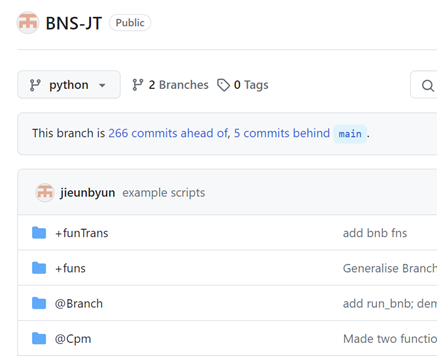 BNS-JT Public
python 2 Branches 0 Tags
This branch is 266 commits ahead of, 5 commits behind main.
jieunbyun example scripts
+funTrans add bnb fns
+funs Generalise Branch
@Branch add run_bnb; dem
@Cpm Made two functio